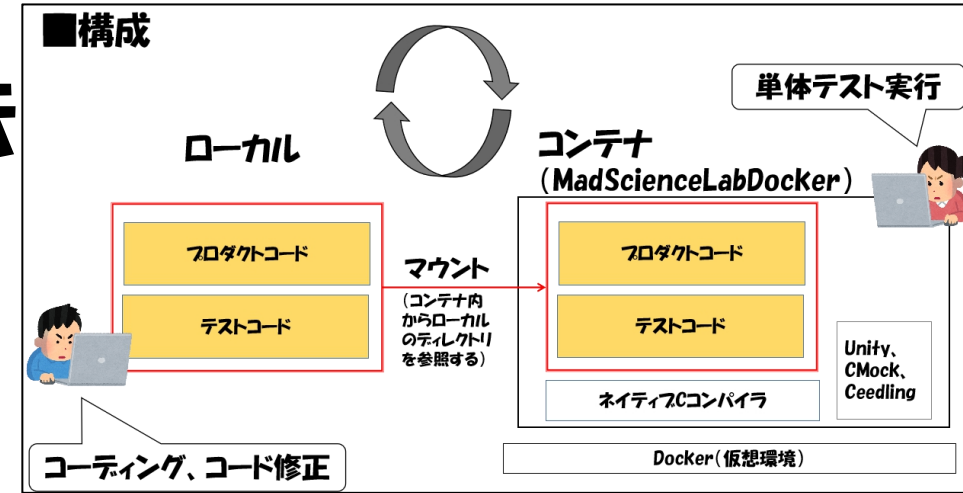 ■構成
単体テスト実行
ローカル
コンテナ
（MadScienceLabDocker）
プロダクトコード
テストコード
マウント
（コンテナ内
からローカル
のディレクトリ
を参照する）
プロダクトコード
テストコード
Unity、
CMock、
Ceedling
ネイティブCコンパイラ
コーディング、コード修正
Docker（仮想環境）